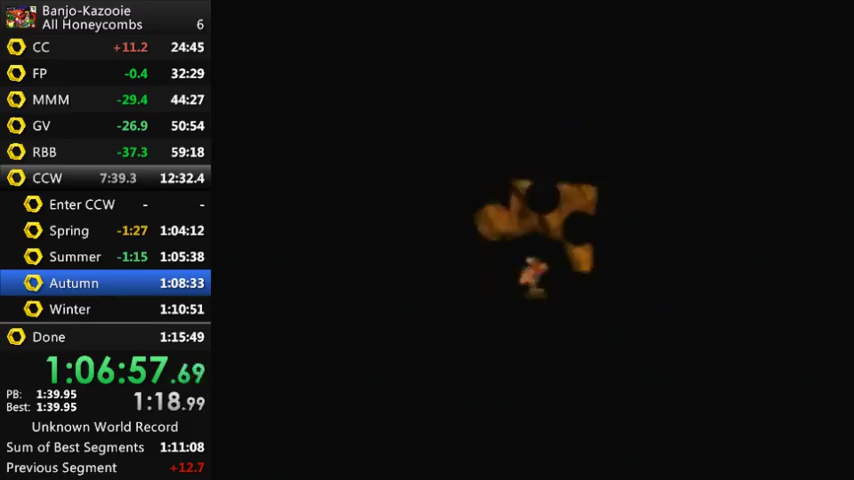 Banjo-Kazooie
All Honeycombs 6
CC +11.2 24:45
FP -0.4 32:29
MMM -29.4 44:27
GV -26.9 50:54
RBB -37.3 59:18
CCW 7:39.3 12:32.4
Enter CCW - -
Spring -1:27 1:04:12
Summer -1:15 1:05:38
Autumn 1:08:33
Winter 1:10:51
Done 1:15:49
1:06:57.69
PB: 1:39.95
Best: 1:39.95
1:18.99
Unknown World Record
Sum of Best Segments 1:11:08
Previous Segment +12.7